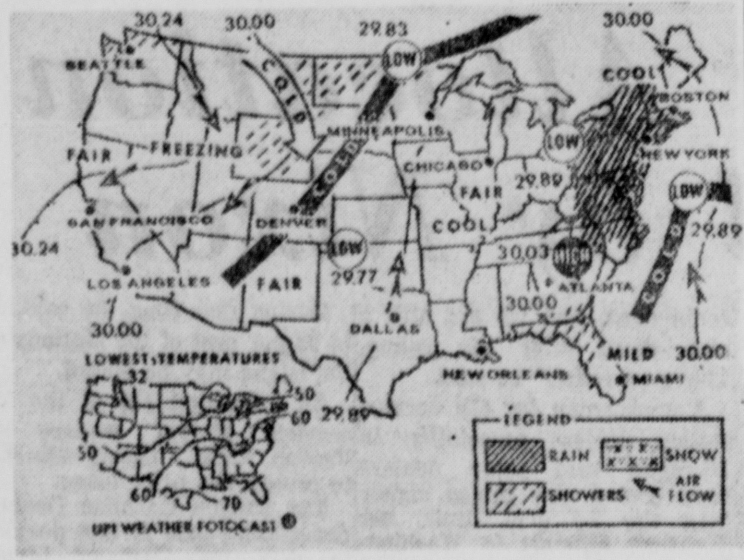 30.24
30.00
29.83
30.00
LOW
COOL
SEATTLE
COLD
BOSTON
MINNEAPOLIS
LOW
NEW YORK
FAIR
FREEZING
CHICAGO
COLD
FAIR
29.89
LOW
SAN FRANCISCO
DENVER
COOL
29.89
30.24
LOW
30.03
HIGH
COLD
LOS ANGELES
FAIR
29.77
ATLANTA
30.00
30.00
DALLAS
MILD
30.00
LOWEST TEMPERATURES
NEW ORLEANS
MIAMI
32
50
60
29.89
LEGEND
50
RAIN
SNOW
60
70
SHOWERS
AIR
FLOW
UPI WEATHER FOTOCAST ®